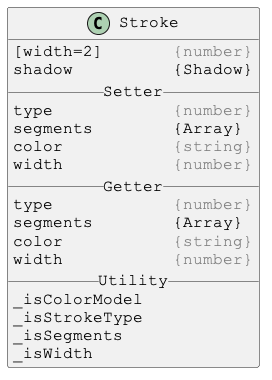 C Stroke
[width=2] {number}
shadow {Shadow}
Setter
type {number}
segments {Array}
color {string}
width {number}
Getter
type {number}
segments {Array}
color {string}
width {number}
Utility
_isColorModel
_isStrokeType
_isSegments
_isWidth